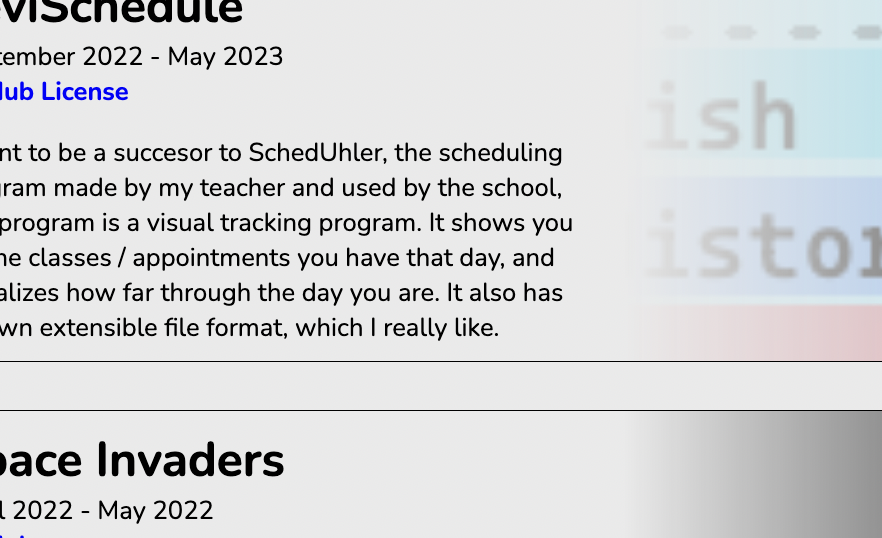 eviSchedule
tember 2022 - May 2023
Hub License
nt to be a succesor to SchedUhler, the scheduling
gram made by my teacher and used by the school,
program is a visual tracking program. It shows you
he classes / appointments you have that day, and
alizes how far through the day you are. It also has
wn extensible file format, which I really like.
ish
istor
pace Invaders
l 2022 - May 2022